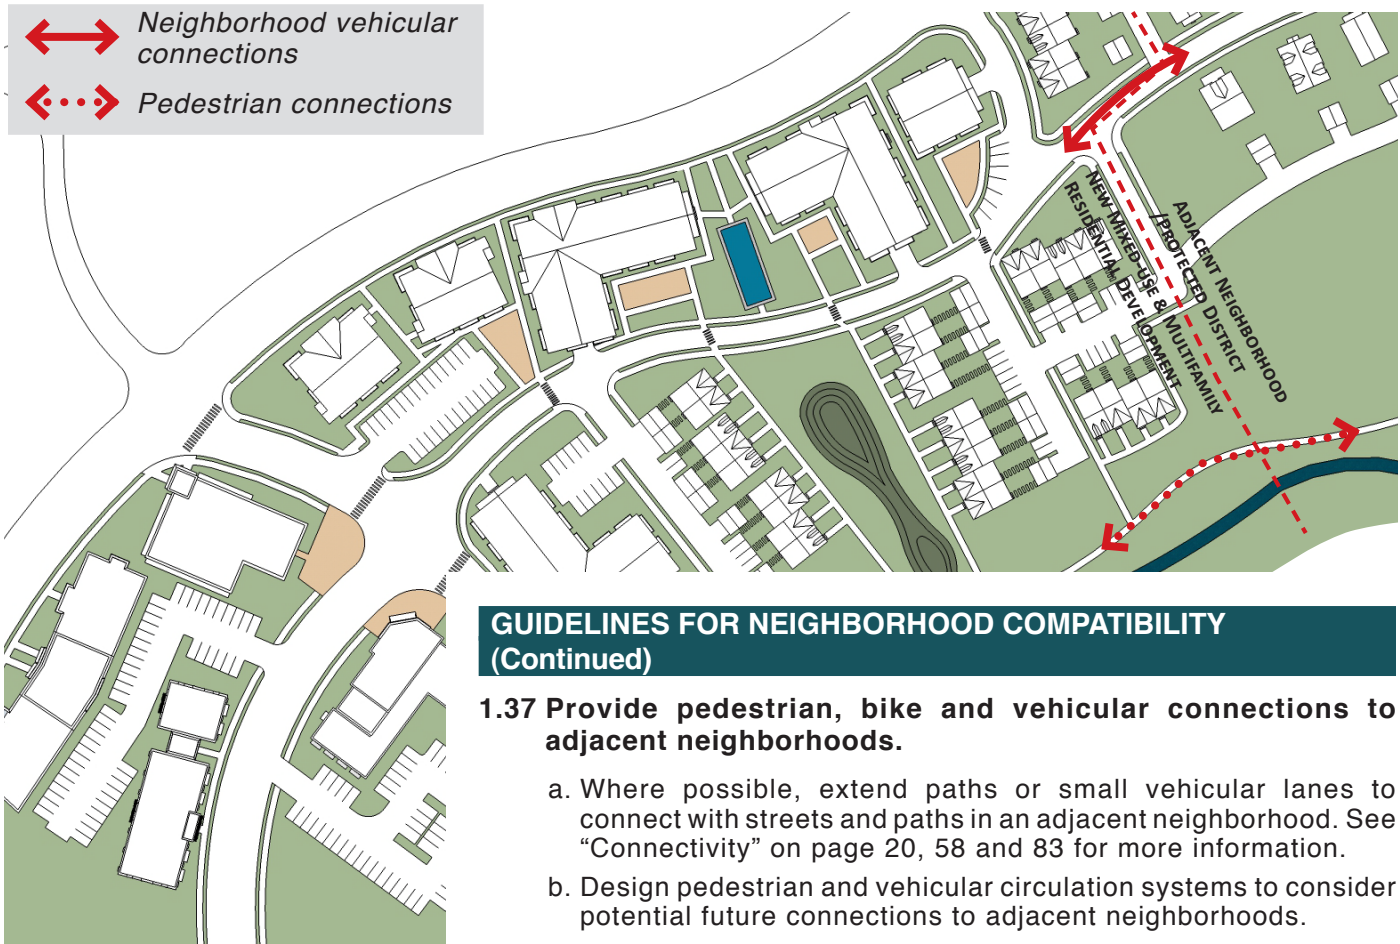 Neighborhood vehicular
connections
Pedestrian connections
NEW MIXED-USE & MULTIFAMILY
RESIDENTIAL DEVELOPMENT
ADJACENT NEIGHBORHOOD
/PROTECTED DISTRICT
GUIDELINES FOR NEIGHBORHOOD COMPATIBILITY
(Continued)
1.37 Provide pedestrian, bike and vehicular connections to
adjacent neighborhoods.
a. Where possible, extend paths or small vehicular lanes to
connect with streets and paths in an adjacent neighborhood. See
“Connectivity” on page 20, 58 and 83 for more information.
b. Design pedestrian and vehicular circulation systems to consider
potential future connections to adjacent neighborhoods.